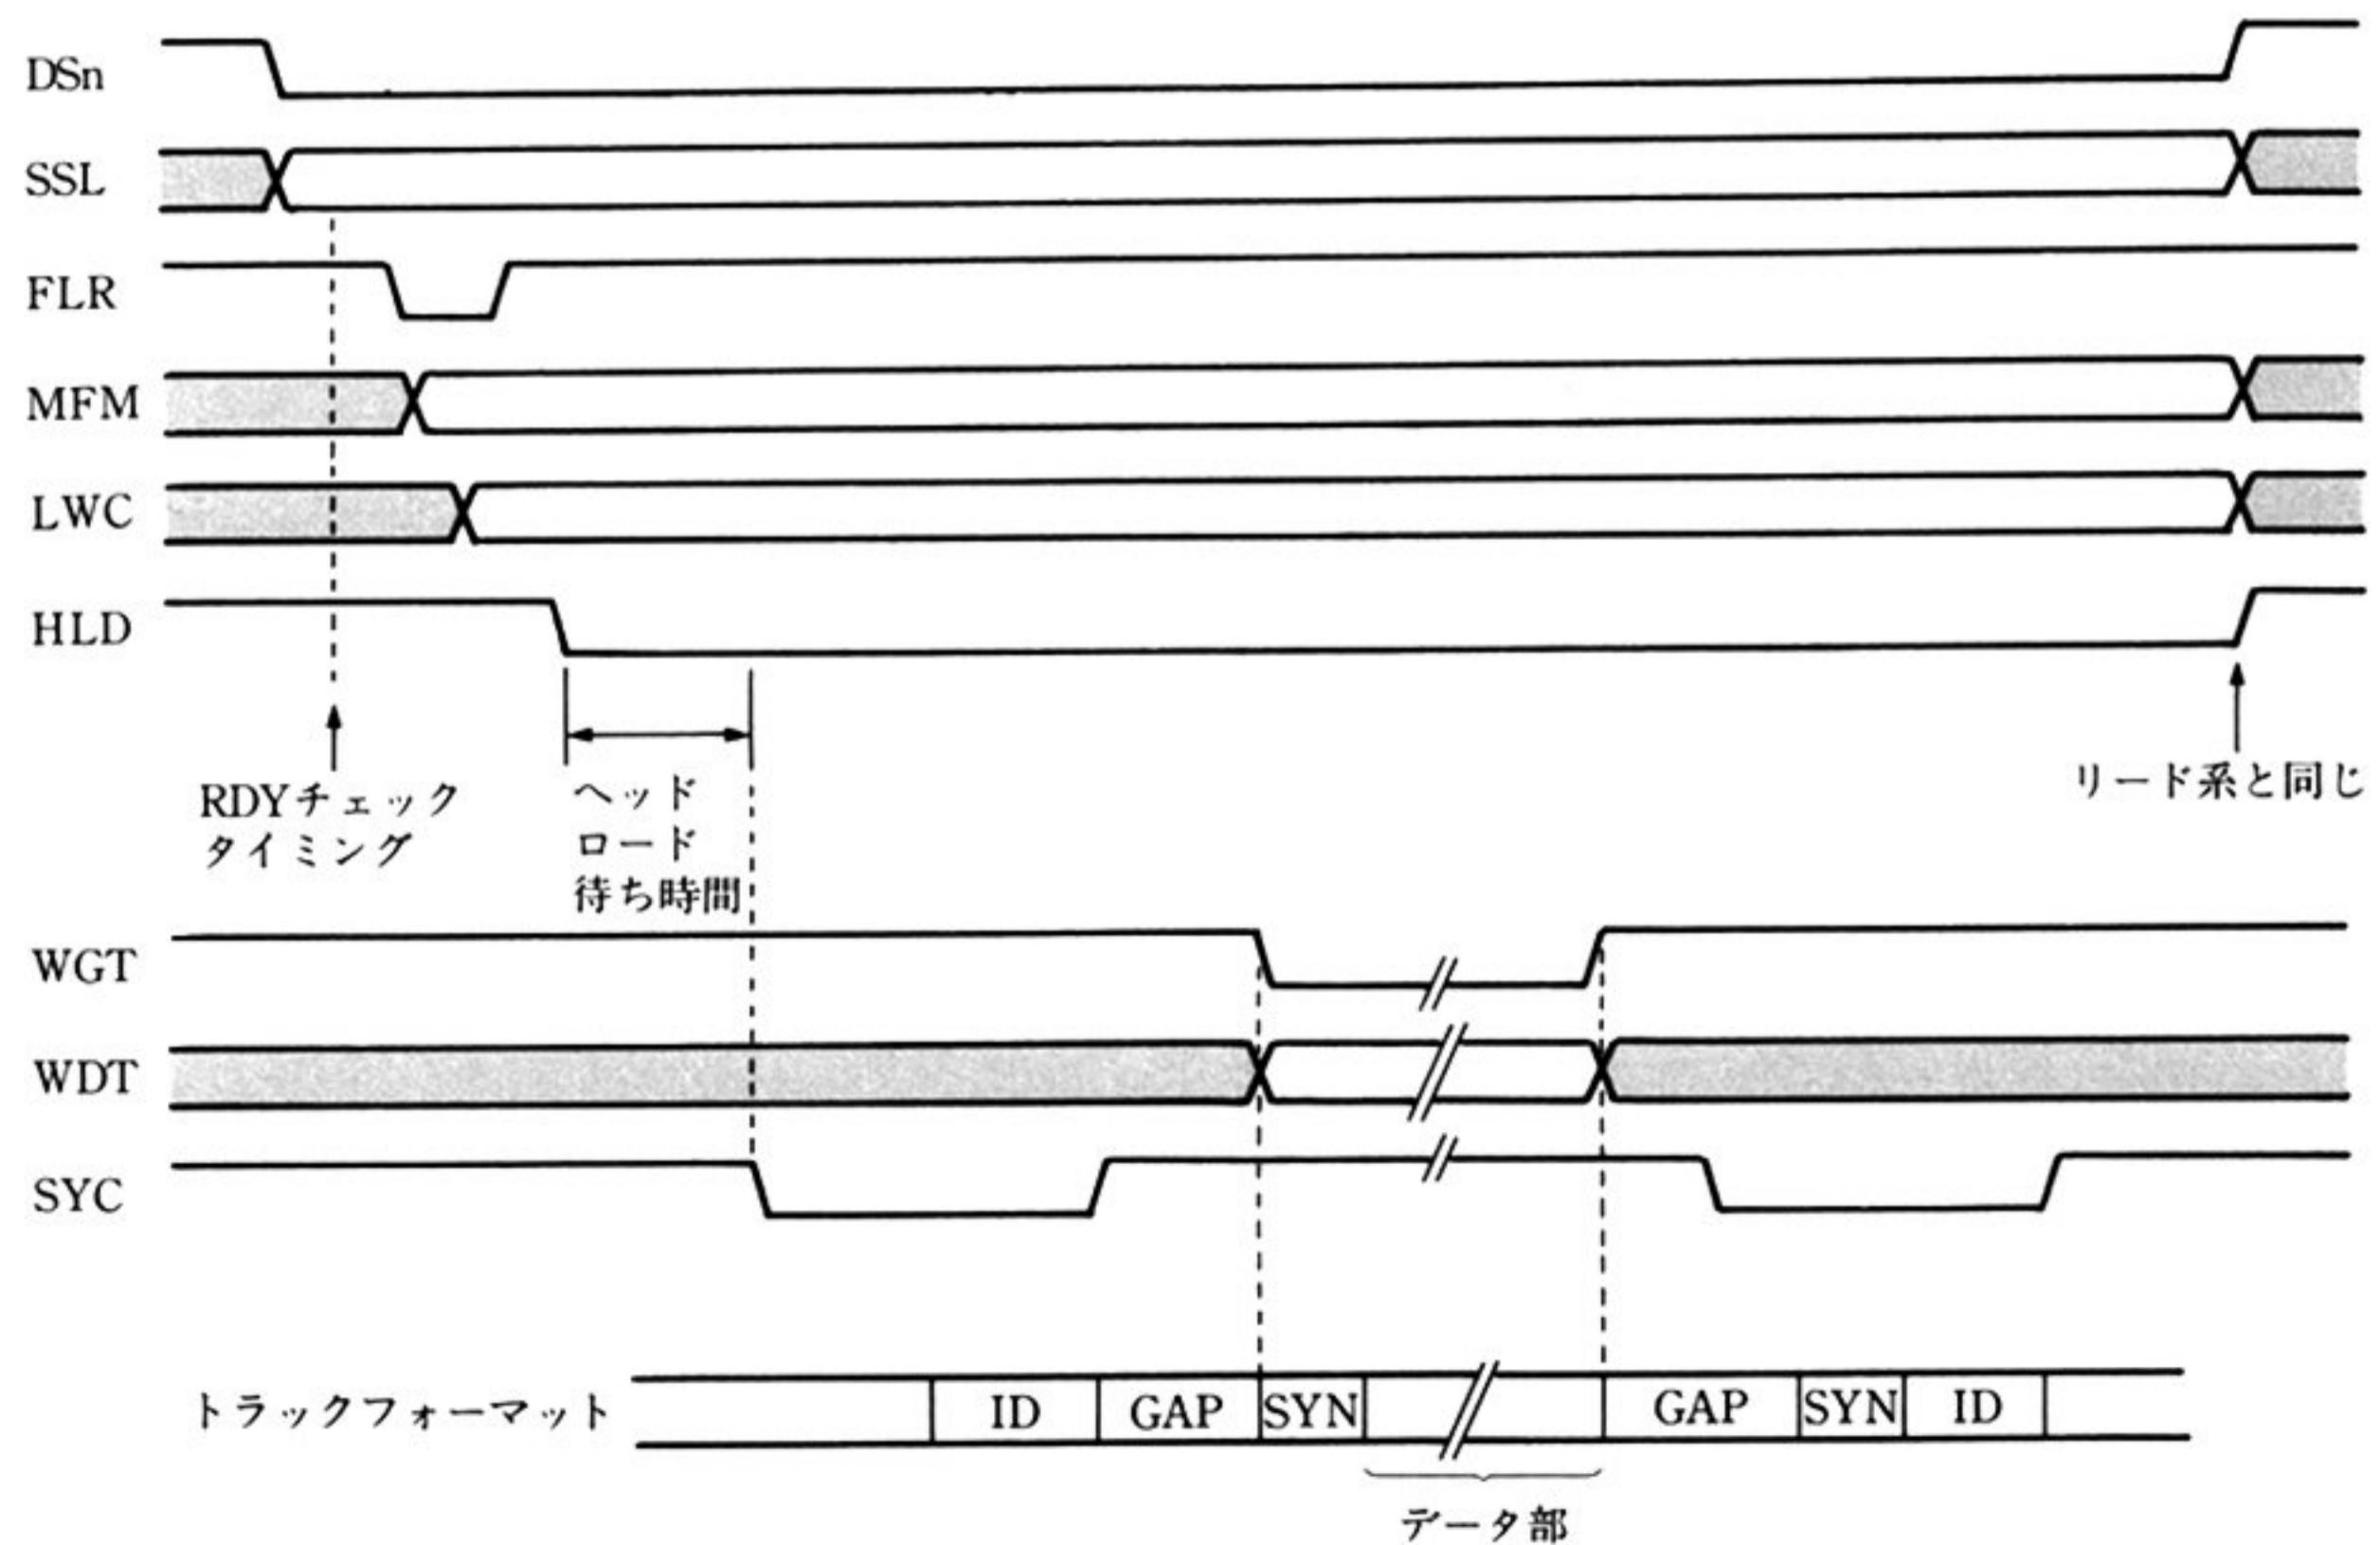 DSn
SSL
FLR
MFM
LWC
HLD
RDYチェック
タイミング
ヘッド
ロード
待ち時間
リード系と同じ
WGT
WDT
SYC
トラックフォーマット
ID
GAP
SYN
GAP
SYN
ID
データ部